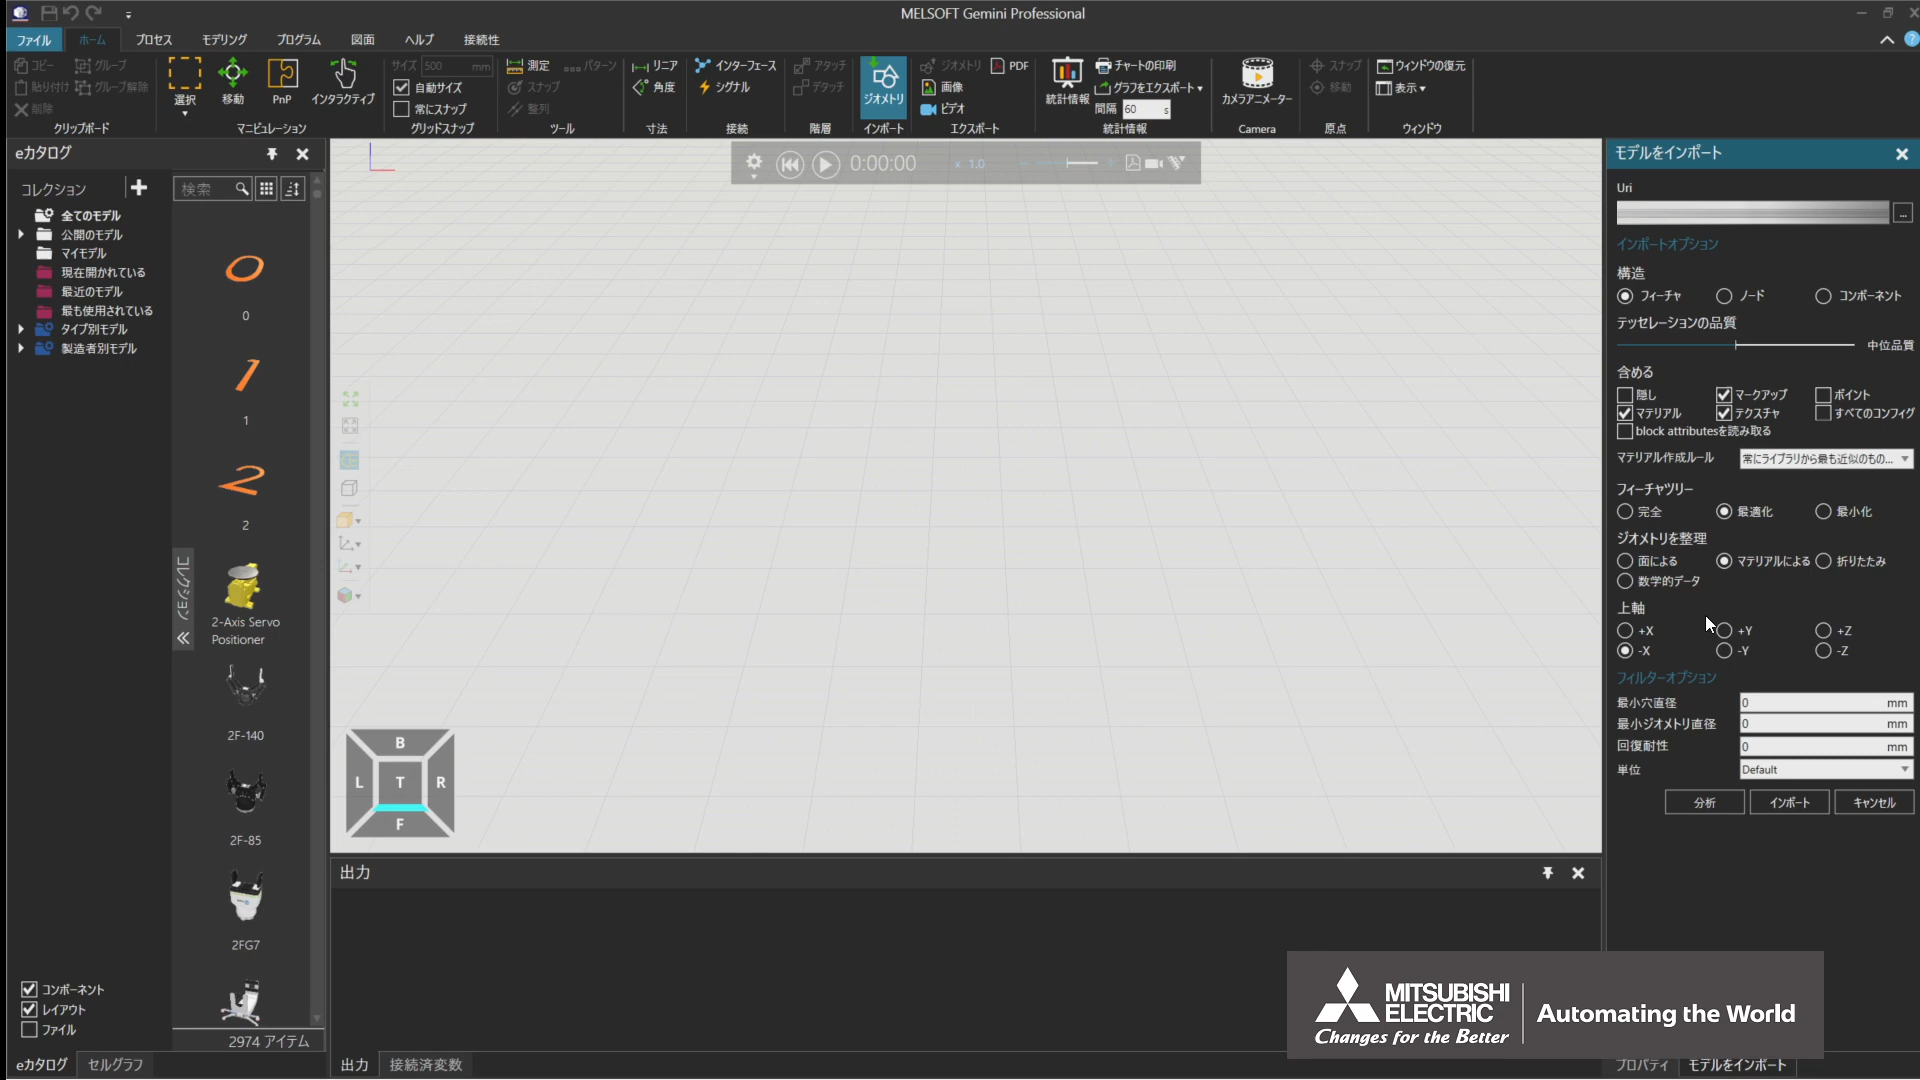 MELSOFT Gemini Professional
ファイル ホーム プロセス モデリング プログラム 図面 ヘルプ 接続性
コピー グループ
貼り付け グループ解除
削除
クリップボード
選択 移動 PnP インタラクティブ
マニピュレーション
サイズ 500 mm
自動サイズ
常にスナップ
グリッドスナップ
測定 パターン
スナップ
整列
ツール
リニア
角度
寸法
インターフェース
シグナル
接続
アタッチ
デタッチ
階層
ジオメトリ
インポート
ジオメトリ PDF
画像
ビデオ
エクスポート
統計情報
チャートの印刷
グラフをエクスポート
間隔 60 s
統計情報
カメラアニメーター
Camera
スナップ
移動
原点
ウィンドウの復元
表示
ウィンドウ
eカタログ
コレクション
検索
全てのモデル
公開のモデル
マイモデル
現在開かれている
最近のモデル
最も使用されている
タイプ別モデル
製造者別モデル
コレクション
0
1
2
2-Axis Servo
Positioner
2F-140
2F-85
2FG7
コンポーネント
レイアウト
ファイル
2974 アイテム
eカタログ セルグラフ
0:00:00 x 1.0
B
L T R
F
出力
出力 接続済変数
モデルをインポート
Uri
...
インポートオプション
構造
フィーチャ ノード コンポーネント
テッセレーションの品質
中位品質
含める
隠し マークアップ ポイント
マテリアル テクスチャ すべてのコンフィグ
block attributesを読み取る
マテリアル作成ルール 常にライブラリから最も近似のもの...
フィーチャツリー
完全 最適化 最小化
ジオメトリを整理
面による マテリアルによる 折りたたみ
数学的データ
上軸
+X +Y +Z
-X -Y -Z
フィルターオプション
最小穴直径 0 mm
最小ジオメトリ直径 0 mm
回復耐性 0 mm
単位 Default
分析 インポート キャンセル
MITSUBISHI
ELECTRIC
Changes for the Better
Automating the World
プロパティ モデルをインポート